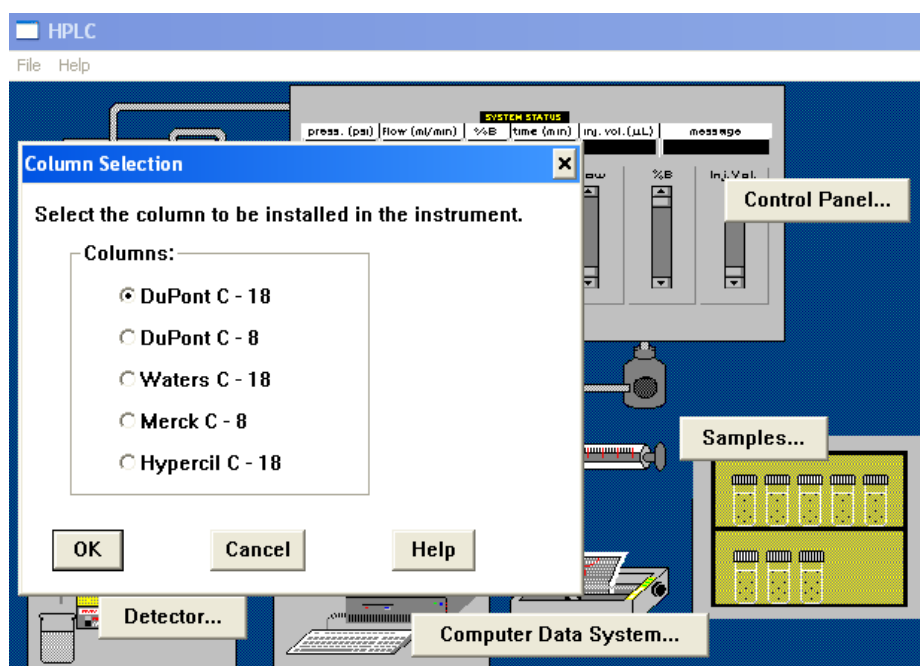 HPLC
File Help
SYSTEM STATUS
press. (psi) flow (ml/min) %B time (min) inj. vol. (µL) message
Column Selection
%B Inj. Vol.
Control Panel...
Select the column to be installed in the instrument.
Columns:
DuPont C - 18
DuPont C - 8
Waters C - 18
Merck C - 8
Hypercil C - 18
Samples...
OK Cancel Help
Detector...
Computer Data System...